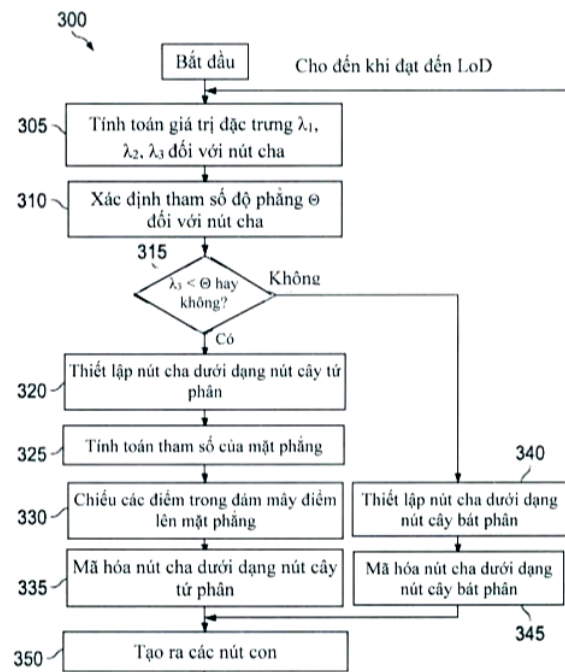 300
Bắt đầu
Cho đến khi đạt đến LoD
305
Tính toán giá trị đặc trưng λ₁,
λ₂, λ₃ đối với nút cha
310
Xác định tham số độ phẳng Θ
đối với nút cha
315
λ₃ < Θ hay
không?
Không
Có
320
Thiết lập nút cha dưới dạng nút cây tứ
phân
325
Tính toán tham số của mặt phẳng
330
Chiếu các điểm trong đám mây điểm
lên mặt phẳng
335
Mã hóa nút cha dưới dạng nút cây
tứ phân
340
Thiết lập nút cha dưới dạng
nút cây bát phân
Mã hóa nút cha dưới dạng
nút cây bát phân
345
350
Tạo ra các nút con